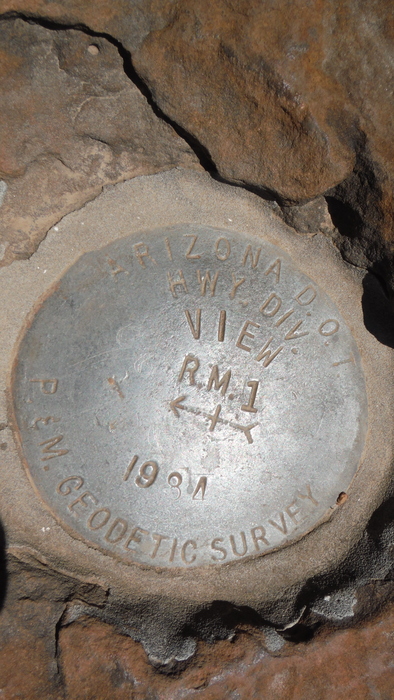 ARIZONA D.O.T
HWY. DIV.
VIEW
R.M.1
1984
P. & M. GEODETIC SURVEY